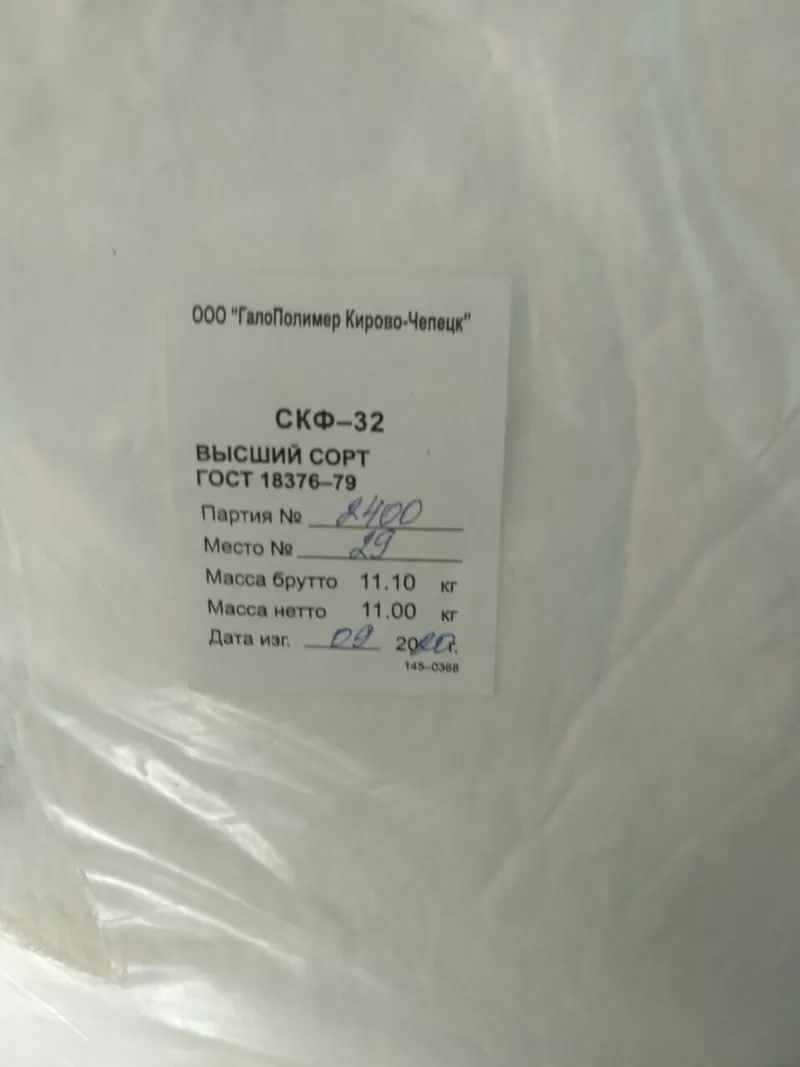 ООО "ГалоПолимер Кирово-Чепецк"
СКФ–32
ВЫСШИЙ СОРТ
ГОСТ 18376–79
Партия № 2400
Место № 29
Масса брутто 11.10 кг
Масса нетто 11.00 кг
Дата изг. 09 2020г.
145–0368